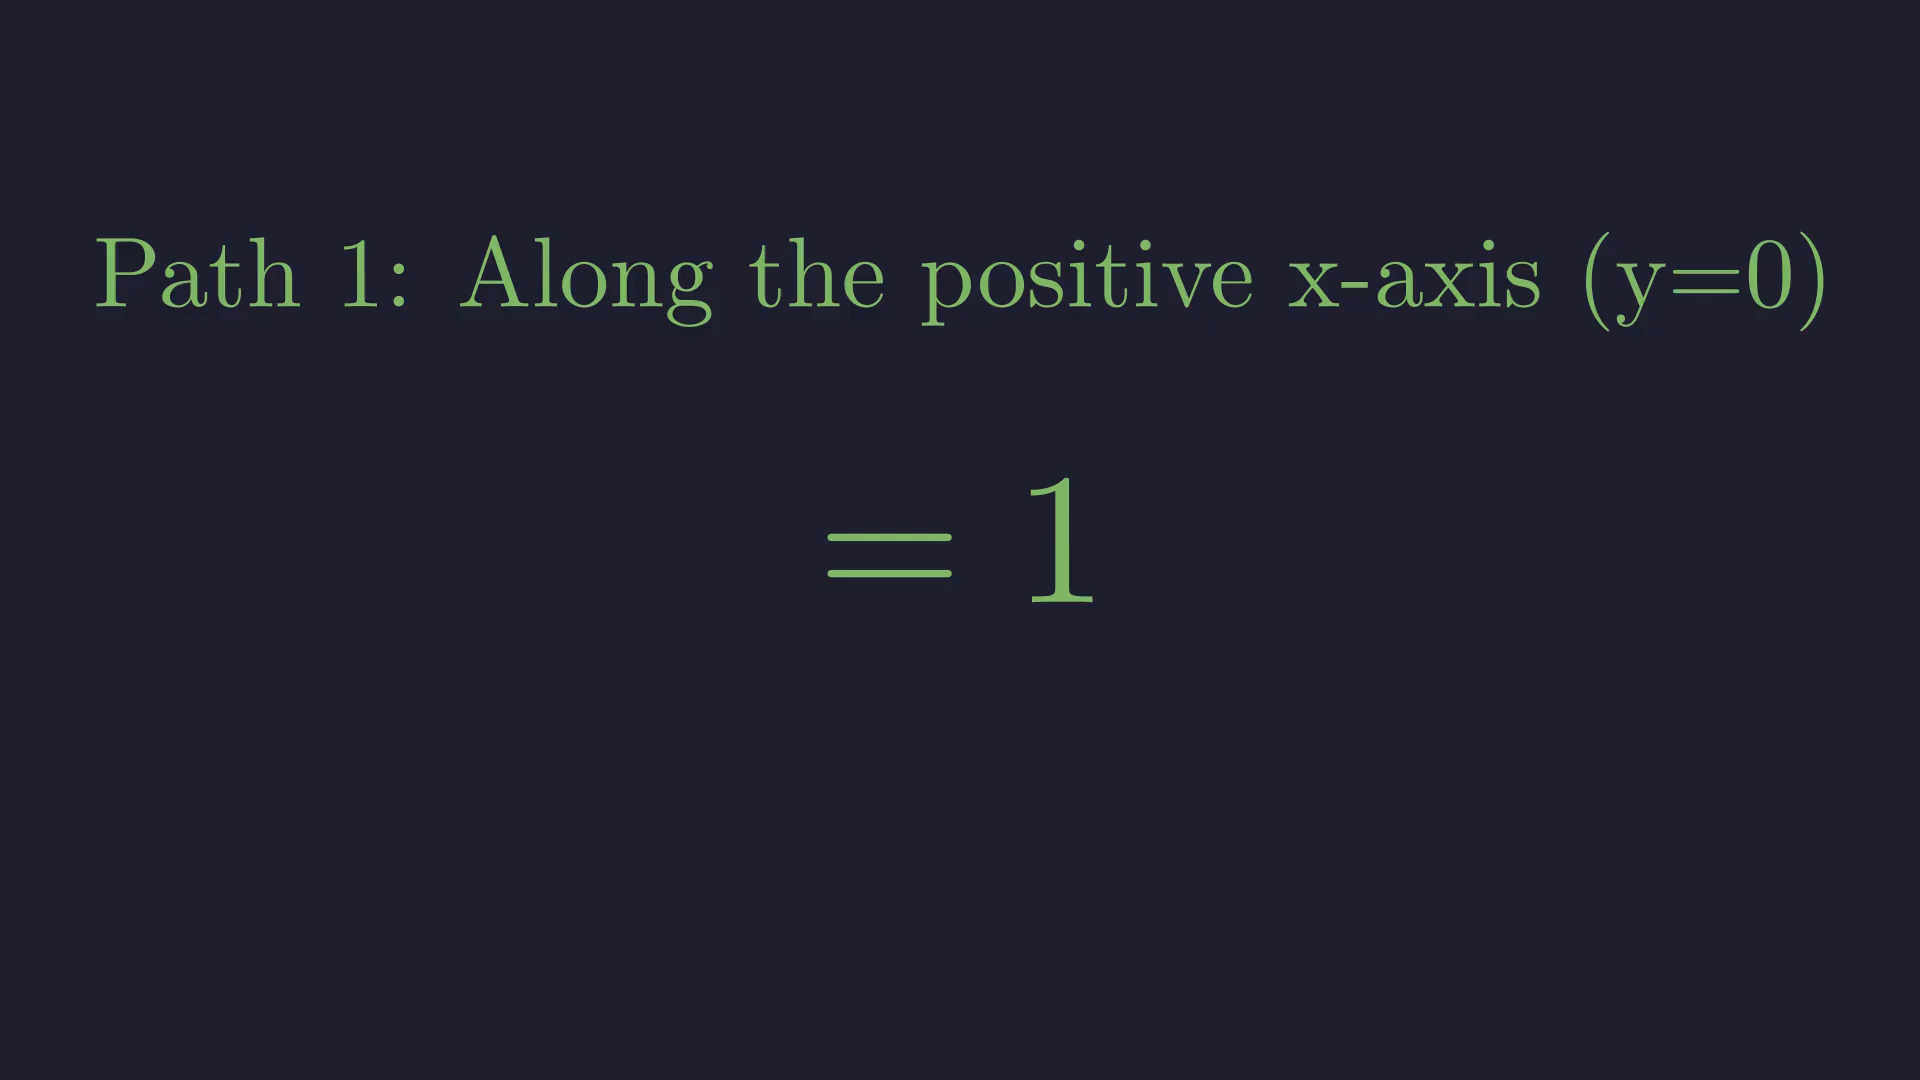 Path 1: Along the positive x-axis (y=0)
= 1